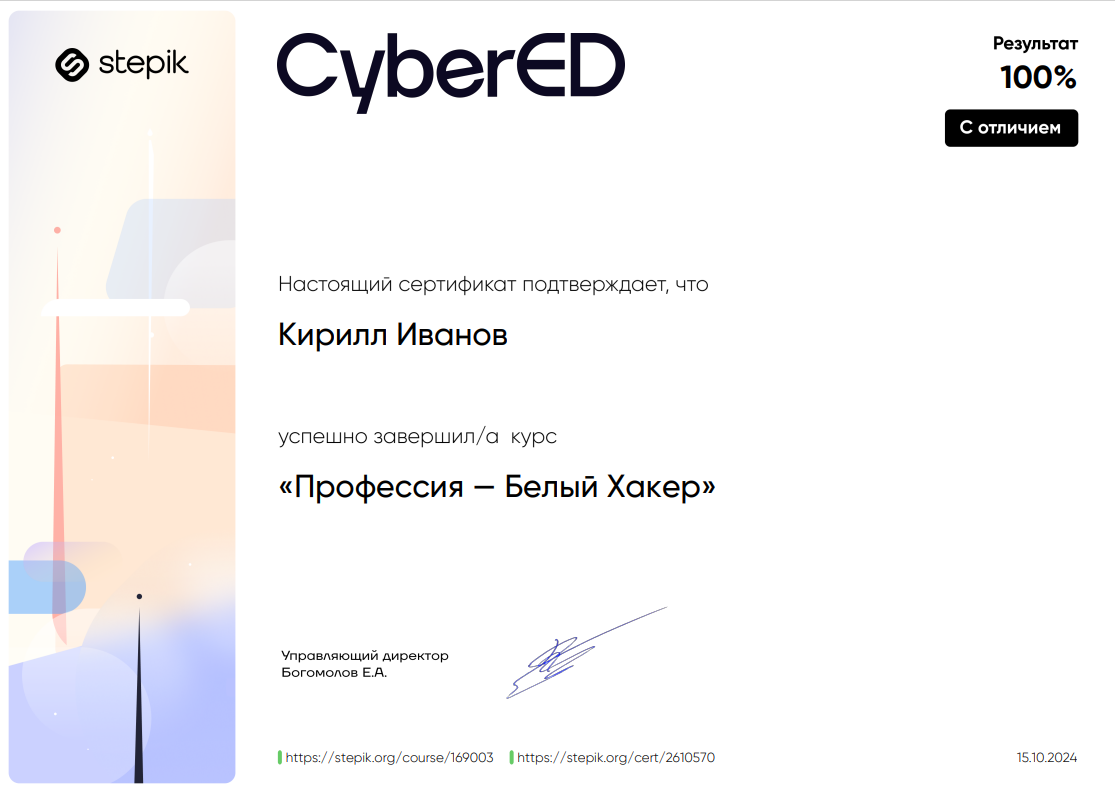 stepik
CyberED
Результат
100%
С отличием
Настоящий сертификат подтверждает, что
Кирилл Иванов
успешно завершил/а курс
«Профессия — Белый Хакер»
Управляющий директор
Богомолов Е.А.
https://stepik.org/course/169003
https://stepik.org/cert/2610570
15.10.2024